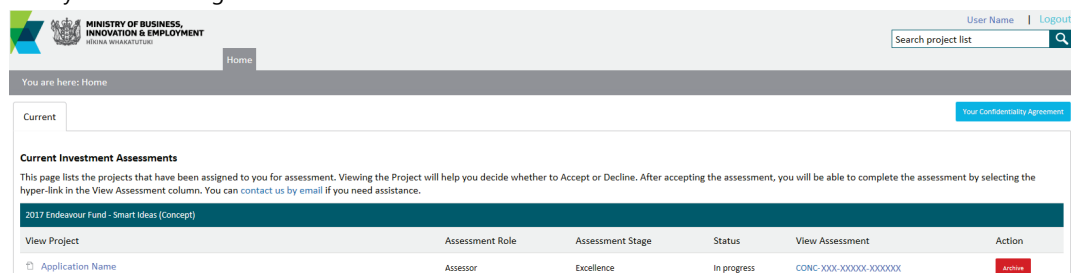 MINISTRY OF BUSINESS,
INNOVATION & EMPLOYMENT
HĪKINA WHAKATUTUKI
User Name | Logout
Search project list
Home
You are here: Home
Current
Your Confidentiality Agreement
Current Investment Assessments
This page lists the projects that have been assigned to you for assessment. Viewing the Project will help you decide whether to Accept or Decline. After accepting the assessment, you will be able to complete the assessment by selecting the
hyper-link in the View Assessment column. You can contact us by email if you need assistance.
2017 Endeavour Fund - Smart Ideas (Concept)
View Project Assessment Role Assessment Stage Status View Assessment Action
Application Name Assessor Excellence In progress CONC-XXX-XXXXX-XXXXXX Archive